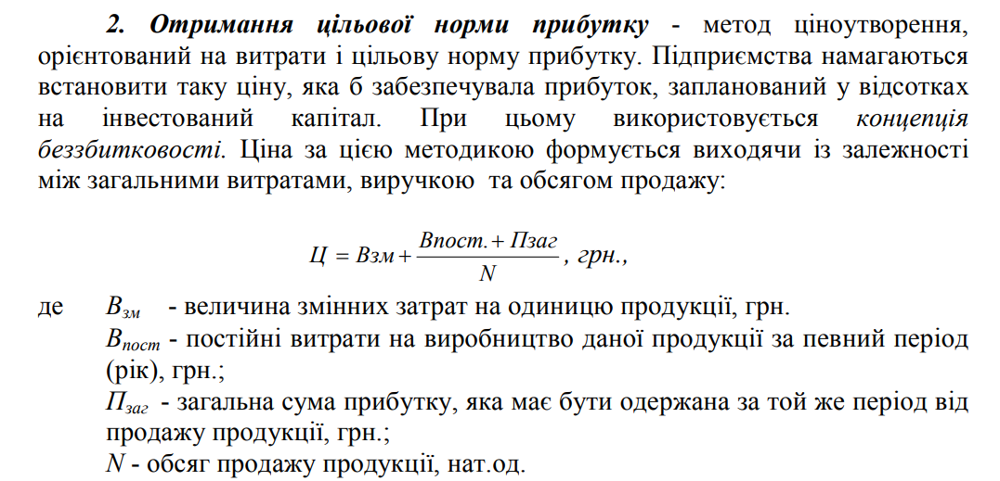 2. Отримання цільової норми прибутку - метод ціноутворення,
орієнтований на витрати і цільову норму прибутку. Підприємства намагаються
встановити таку ціну, яка б забезпечувала прибуток, запланований у відсотках
на інвестований капітал. При цьому використовується концепція
беззбитковості. Ціна за цією методикою формується виходячи із залежності
між загальними витратами, виручкою та обсягом продажу:
Ц = Взм + (Впост. + Пзаг) / N , грн.,
де Взм - величина змінних затрат на одиницю продукції, грн.
Впост - постійні витрати на виробництво даної продукції за певний період
(рік), грн.;
Пзаг - загальна сума прибутку, яка має бути одержана за той же період від
продажу продукції, грн.;
N - обсяг продажу продукції, нат.од.